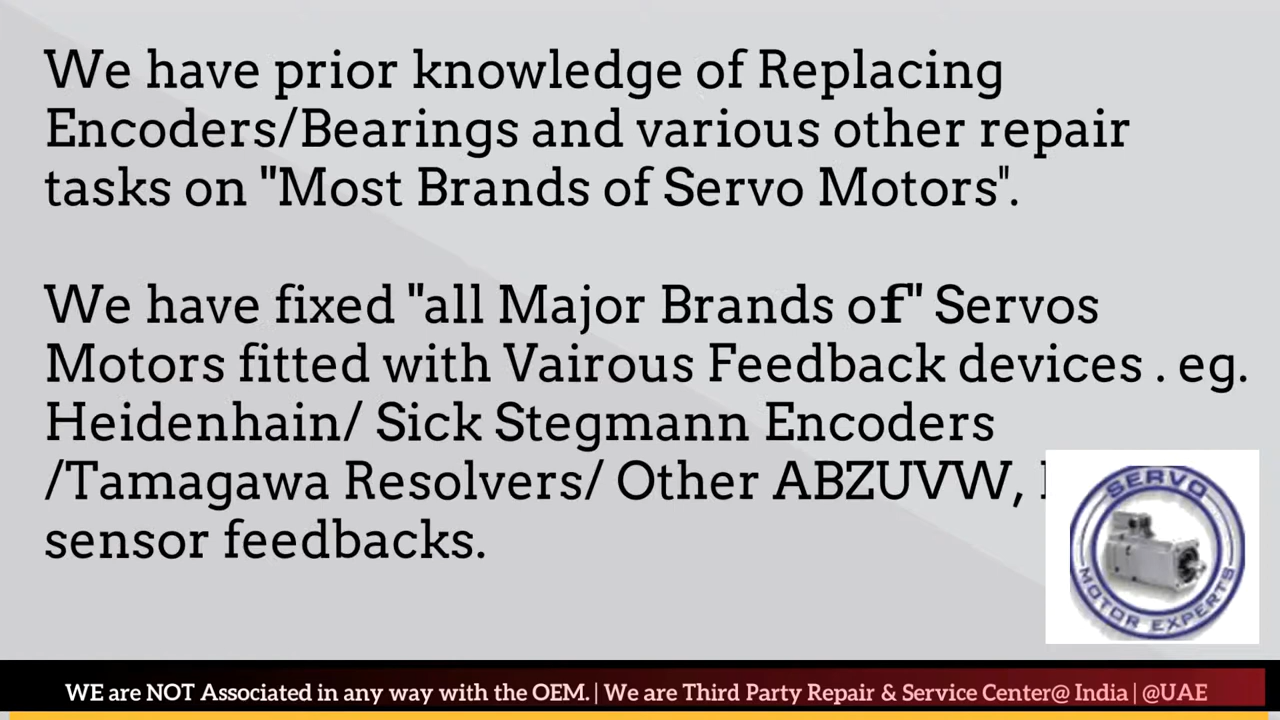 We have prior knowledge of Replacing
Encoders/Bearings and various other repair
tasks on "Most Brands of Servo Motors".
We have fixed "all Major Brands of" Servos
Motors fitted with Vairous Feedback devices . eg.
Heidenhain/ Sick Stegmann Encoders
/Tamagawa Resolvers/ Other ABZUVW,
sensor feedbacks.
SERVO
MOTOR EXPERTS
WE are NOT Associated in any way with the OEM. | We are Third Party Repair & Service Center@ India | @UAE